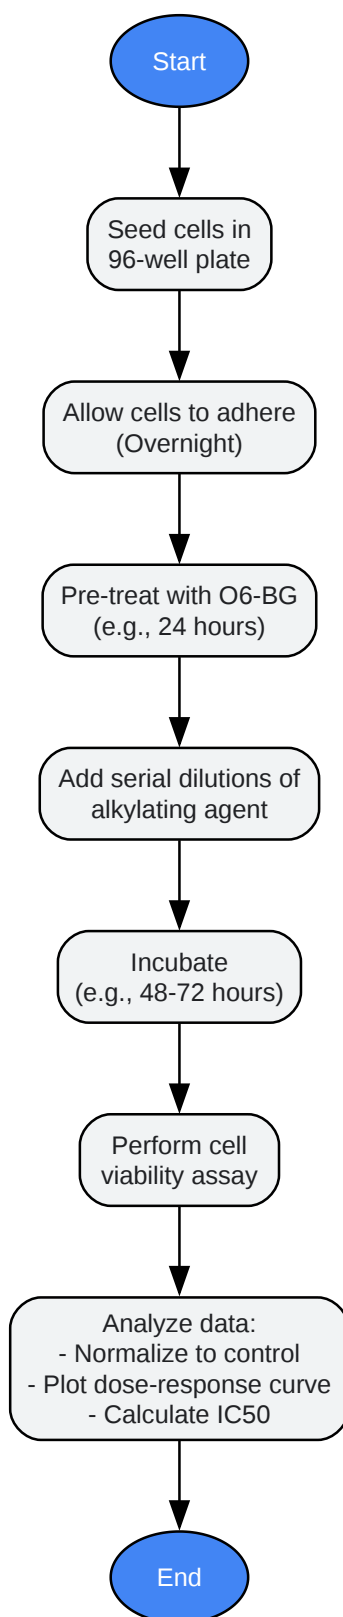 Start
Seed cells in
96-well plate
Allow cells to adhere
(Overnight)
Pre-treat with O6-BG
(e.g., 24 hours)
Add serial dilutions of
alkylating agent
Incubate
(e.g., 48-72 hours)
Perform cell
viability assay
Analyze data:
- Normalize to control
- Plot dose-response curve
- Calculate IC50
End